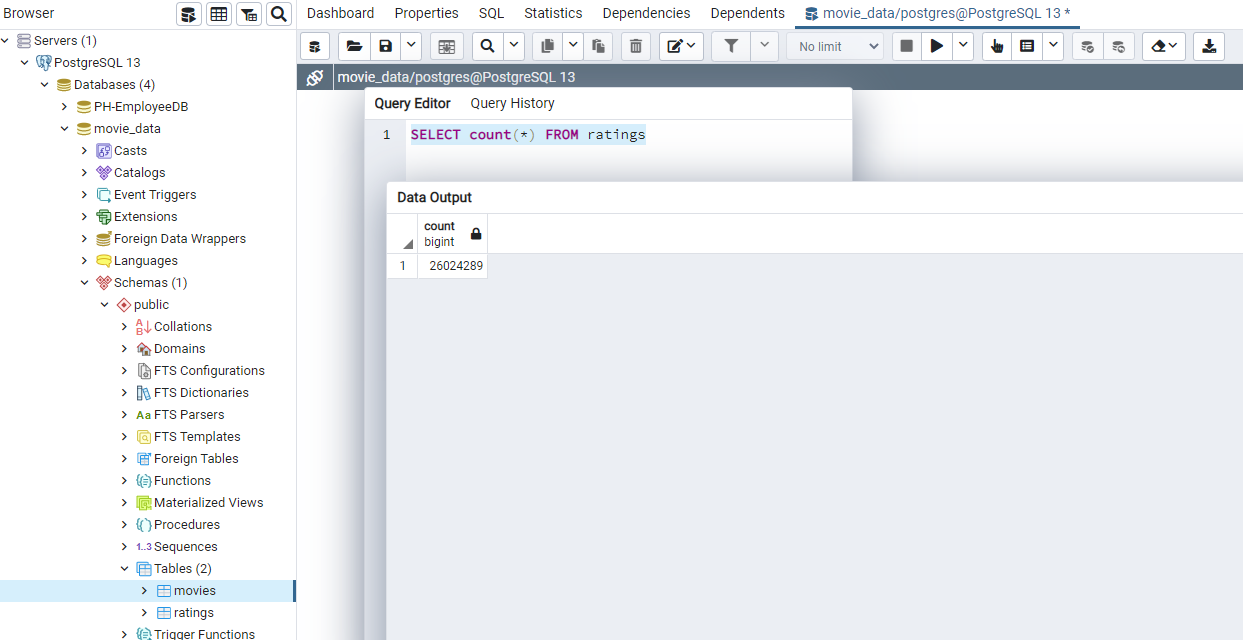 Browser
Servers (1)
PostgreSQL 13
Databases (4)
PH-EmployeeDB
movie_data
Casts
Catalogs
Event Triggers
Extensions
Foreign Data Wrappers
Languages
Schemas (1)
public
Collations
Domains
FTS Configurations
FTS Dictionaries
Aa FTS Parsers
FTS Templates
Foreign Tables
Functions
Materialized Views
Procedures
1..3 Sequences
Tables (2)
movies
ratings
Trigger Functions
Dashboard Properties SQL Statistics Dependencies Dependents movie_data/postgres@PostgreSQL 13 *
No limit
movie_data/postgres@PostgreSQL 13
Query Editor Query History
1 SELECT count(*) FROM ratings
Data Output
count
bigint
1 26024289